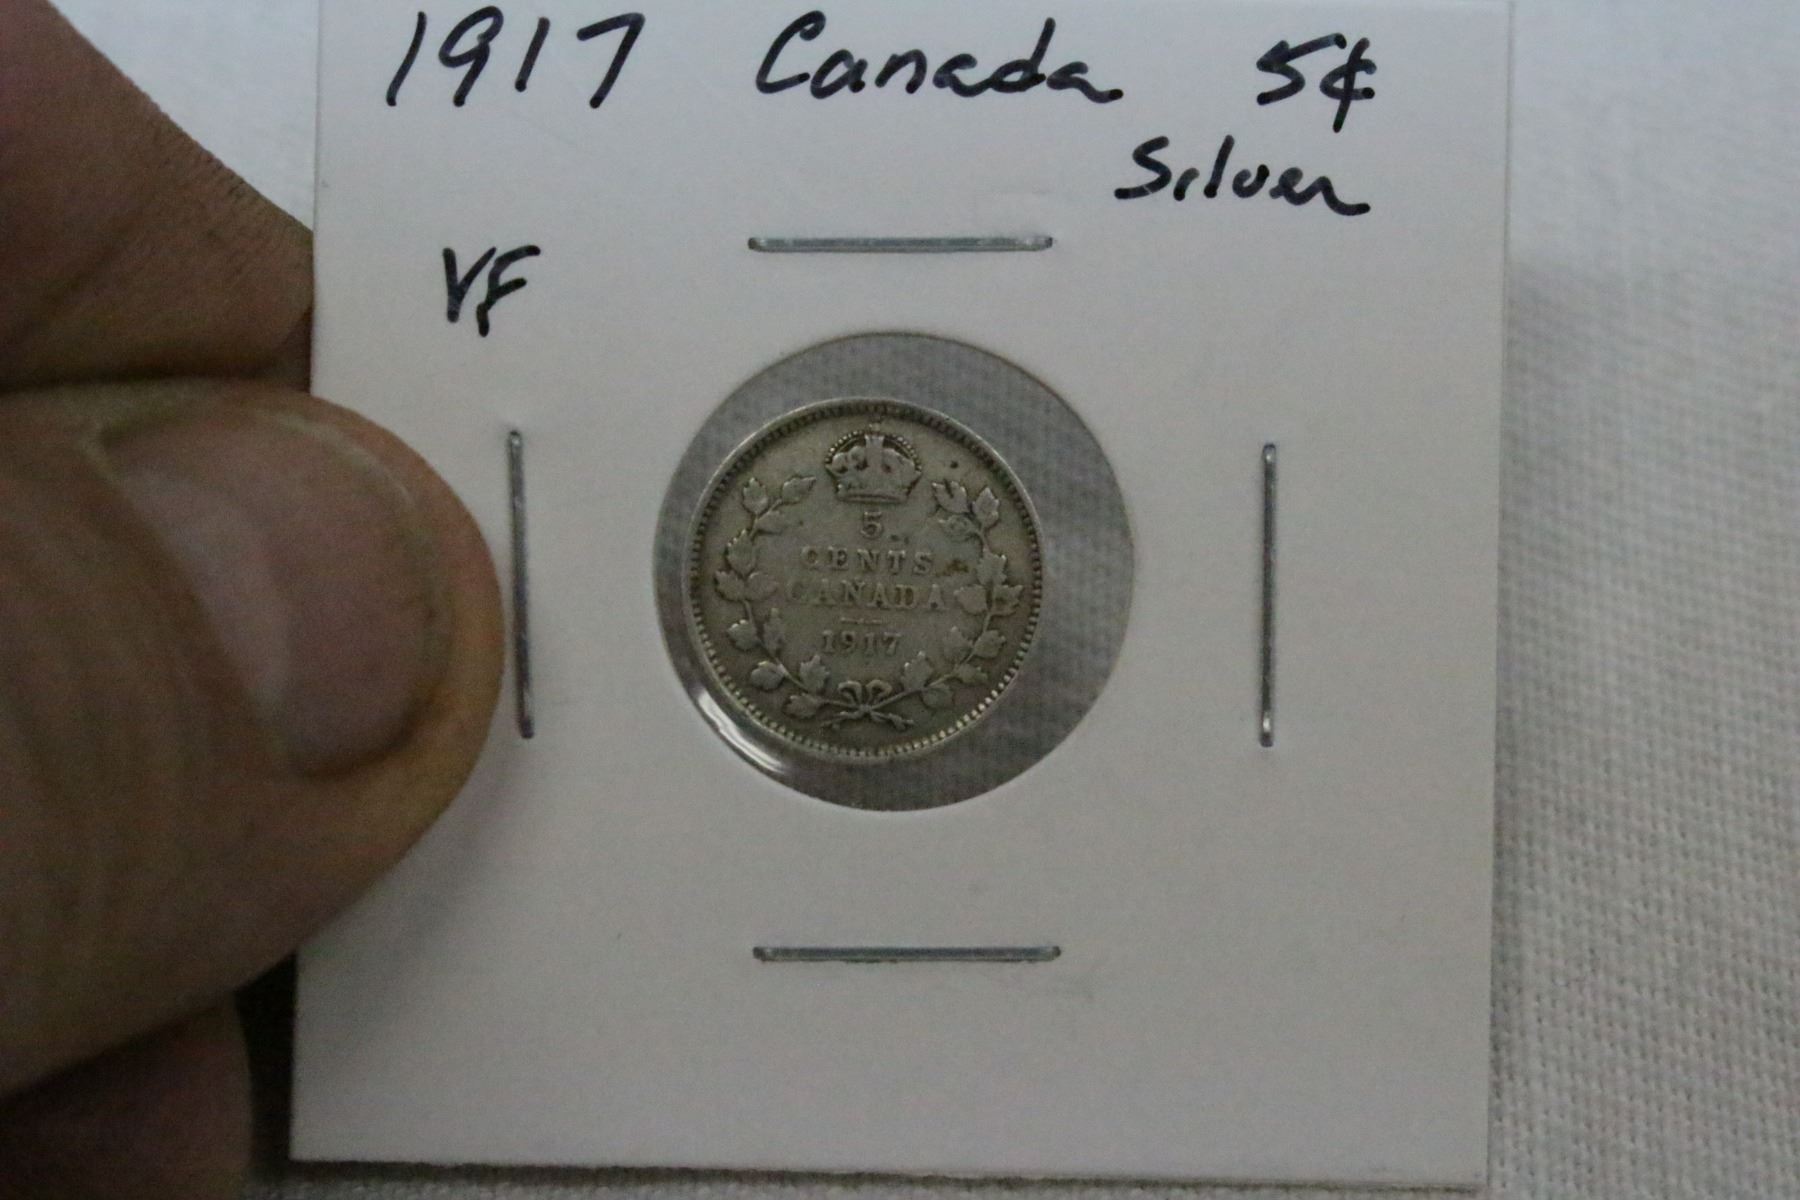 1917 Canada 5¢
Silver
VF
5
CENTS
CANADA
1917